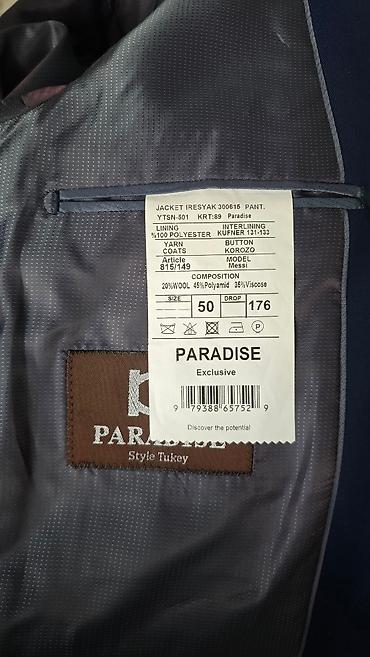 JACKET IRESYAK 300615 PANT.
YTSN-501 KRT:89 Paradise
LINING INTERLINING
%100 POLYESTER KUFNER 131-133
YARN BUTTON
COATS KOROZO
Article MODEL
815/149 Messi
COMPOSITION
20%WOOL 45%Polyamid 35%Viscose
SIZE 50 DROP 176
P
PARADISE
Exclusive
9 79388 65752 9
Discover the potential
PARADISE
Style Tukey